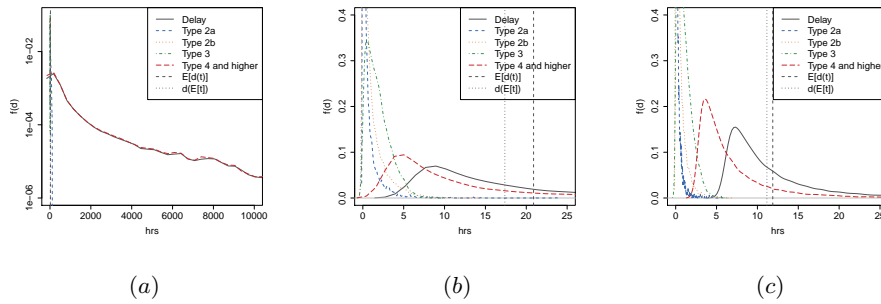 f(d)
1e−02
1e−04
1e−06
0 2000 4000 6000 8000 10000
hrs
Delay
Type 2a
Type 2b
Type 3
Type 4 and higher
E[d(t)]
d(E[t])
(a)
f(d)
0.4
0.3
0.2
0.1
0.0
0 5 10 15 20 25
hrs
Delay
Type 2a
Type 2b
Type 3
Type 4 and higher
E[d(t)]
d(E[t])
(b)
f(d)
0.4
0.3
0.2
0.1
0.0
0 5 10 15 20 25
hrs
Delay
Type 2a
Type 2b
Type 3
Type 4 and higher
E[d(t)]
d(E[t])
(c)